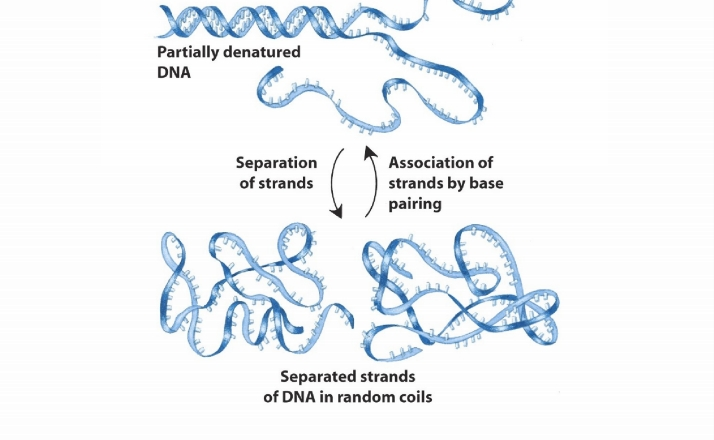 Partially denatured
DNA
Separation
of strands
Association of
strands by base
pairing
Separated strands
of DNA in random coils